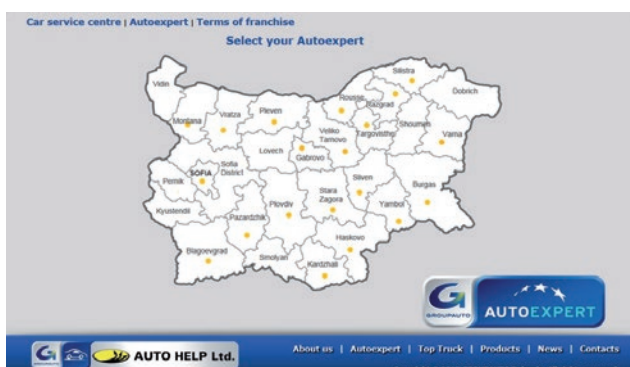 Car service centre | Autoexpert | Terms of franchise
Select your Autoexpert
Silistra
Vidin
Dobrich
Rousse
Razgrad
Montana
Vratza
Pleven
Shoumen
Targovishte
Varna
Veliko
Tarnovo
Lovech
Gabrovo
SOFIA
Sofia
District
Pernik
Sliven
Burgas
Stara
Zagora
Plovdiv
Yambol
Kyustendil
Pazardzhik
Haskovo
Blagoevgrad
Smolyan
Kardzhali
GROUPAUTO
AUTOEXPERT
AUTO HELP Ltd.
About us | Autoexpert | Top Truck | Products | News | Contacts